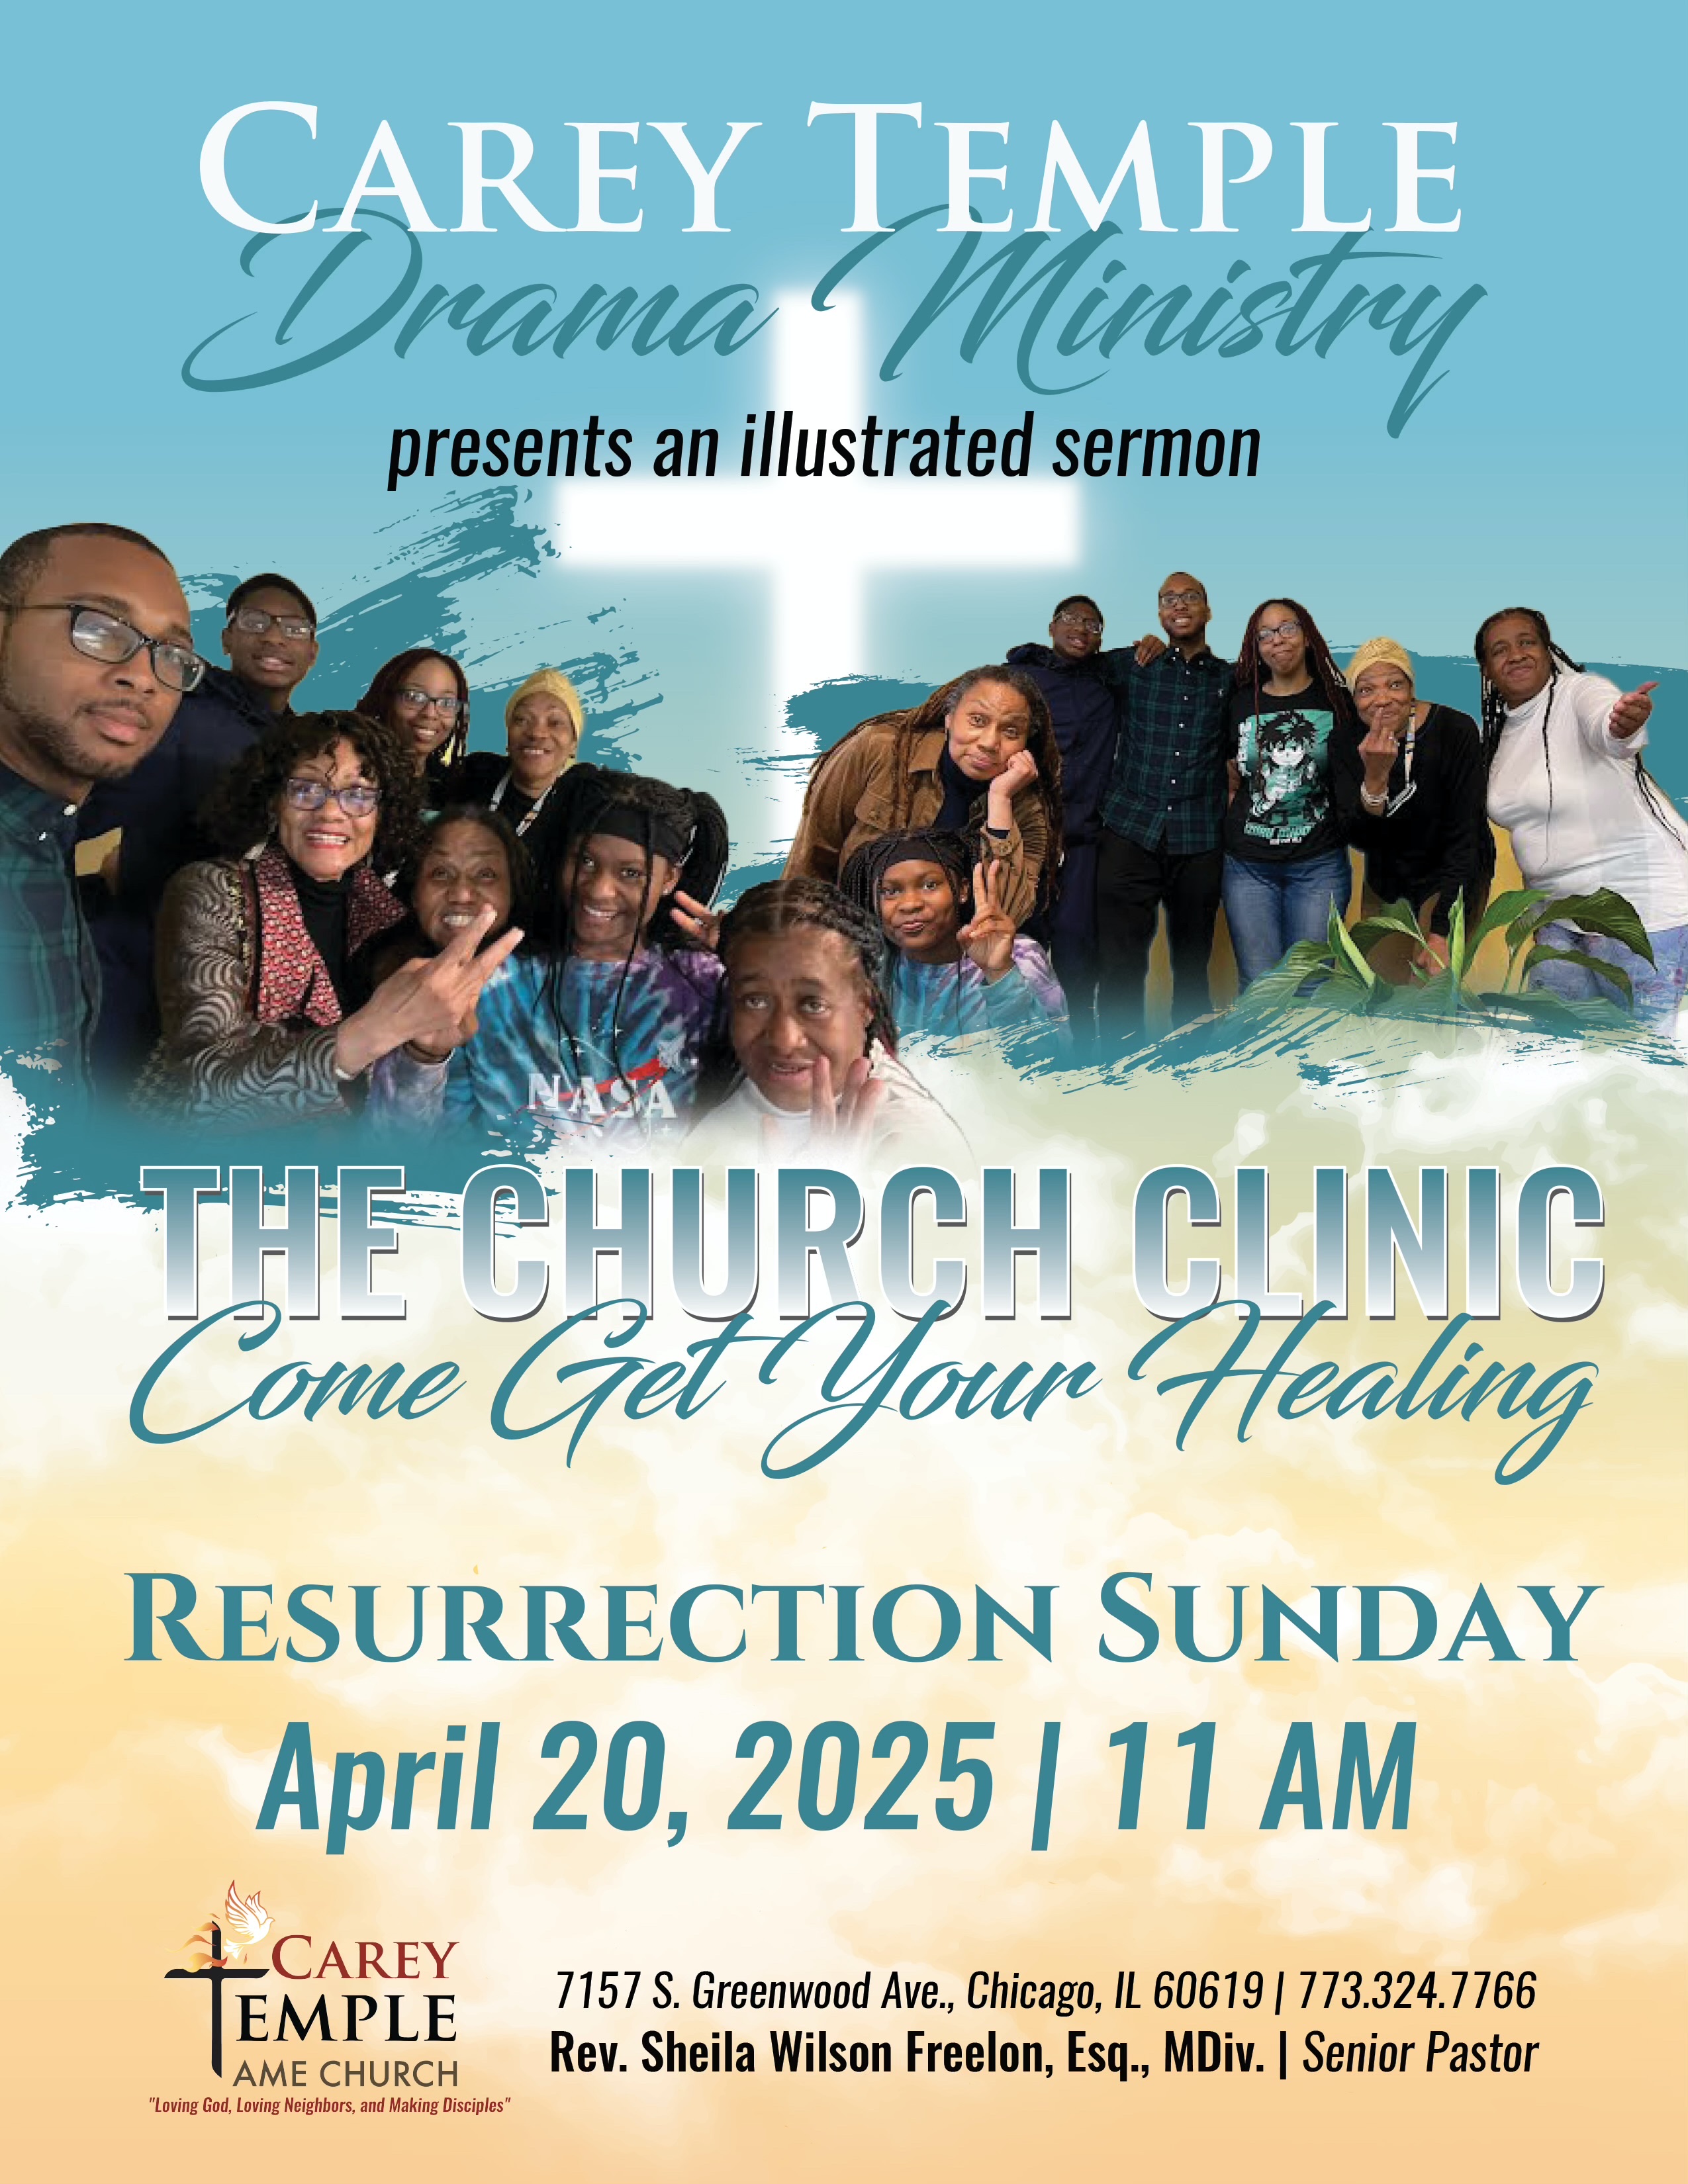 CAREY TEMPLE
Drama Ministry
presents an illustrated sermon
NASA
THE CHURCH CLINIC
Come Get Your Healing
RESURRECTION SUNDAY
April 20, 2025 | 11 AM
CAREY
TEMPLE
AME CHURCH
"Loving God, Loving Neighbors, and Making Disciples"
7157 S. Greenwood Ave., Chicago, IL 60619 | 773.324.7766
Rev. Sheila Wilson Freelon, Esq., MDiv. | Senior Pastor